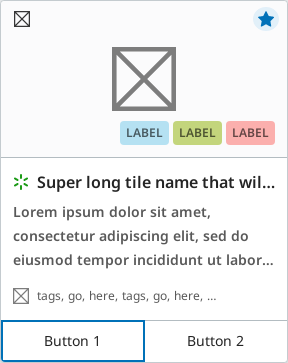 LABEL LABEL LABEL
Super long tile name that wil...
Lorem ipsum dolor sit amet,
consectetur adipiscing elit, sed do
eiusmod tempor incididunt ut labor...
tags, go, here, tags, go, here, ...
Button 1 Button 2